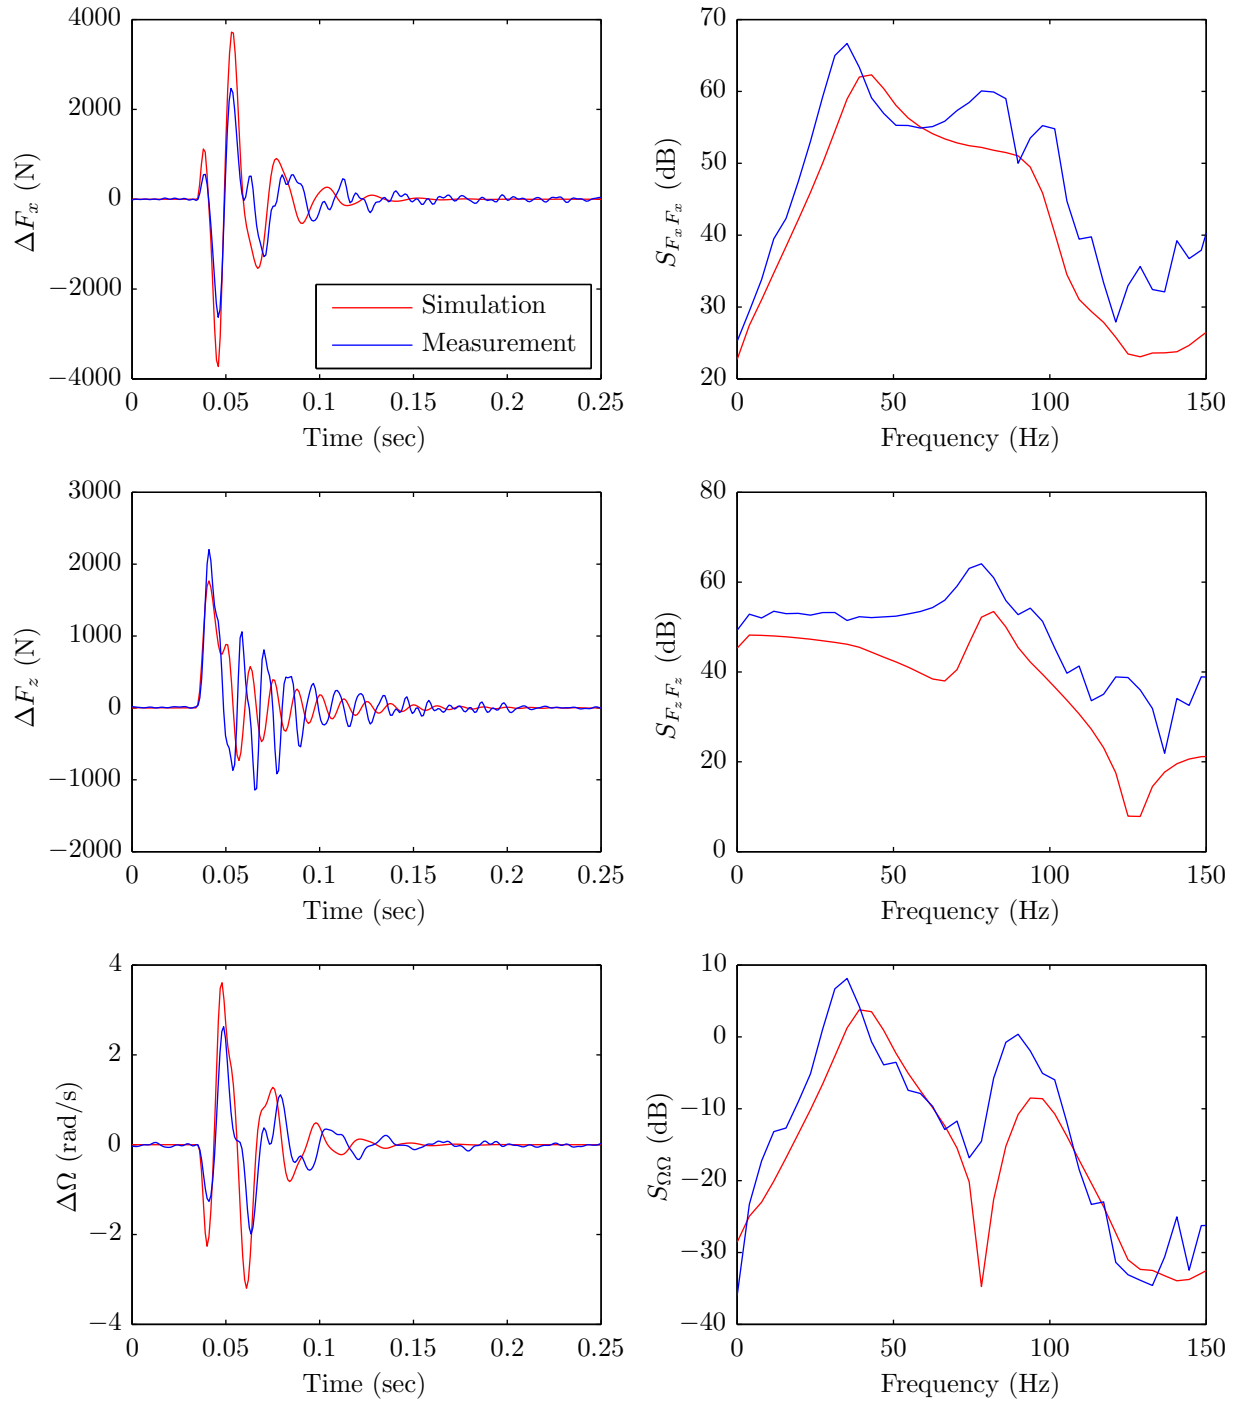 4000
2000
0
−2000
−4000
ΔF_x (N)
0 0.05 0.1 0.15 0.2 0.25
Time (sec)
Simulation
Measurement
70
60
50
40
30
20
S_{F_x F_x} (dB)
0 50 100 150
Frequency (Hz)
3000
2000
1000
0
−1000
−2000
ΔF_z (N)
0 0.05 0.1 0.15 0.2 0.25
Time (sec)
80
60
40
20
0
S_{F_z F_z} (dB)
0 50 100 150
Frequency (Hz)
4
2
0
−2
−4
ΔΩ (rad/s)
0 0.05 0.1 0.15 0.2 0.25
Time (sec)
10
0
−10
−20
−30
−40
S_{ΩΩ} (dB)
0 50 100 150
Frequency (Hz)